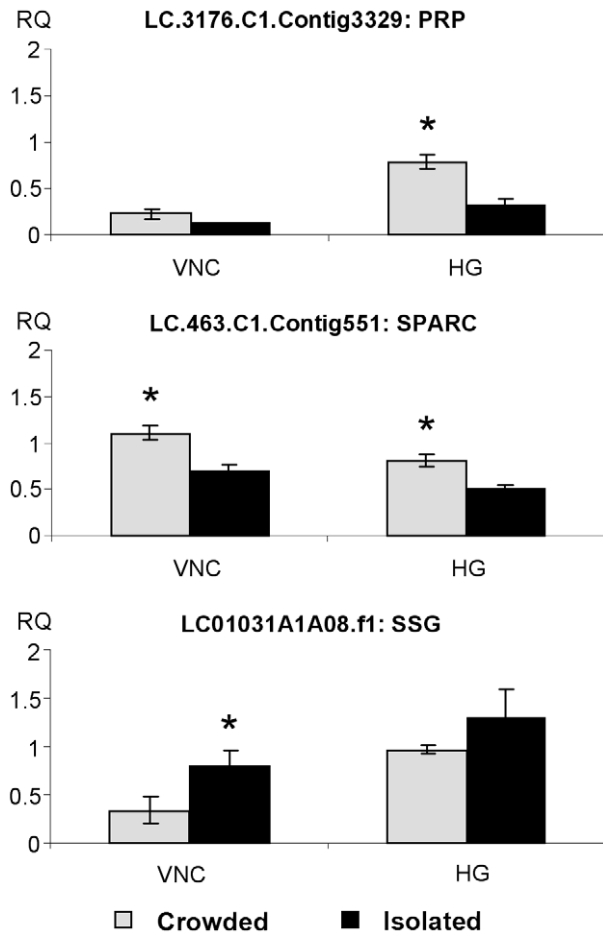 RQ LC.3176.C1.Contig3329: PRP
2
1.5
1
*
0.5
0
VNC HG
RQ LC.463.C1.Contig551: SPARC
2
1.5
* *
1
0.5
0
VNC HG
RQ LC01031A1A08.f1: SSG
2
1.5
*
1
0.5
0
VNC HG
Crowded Isolated